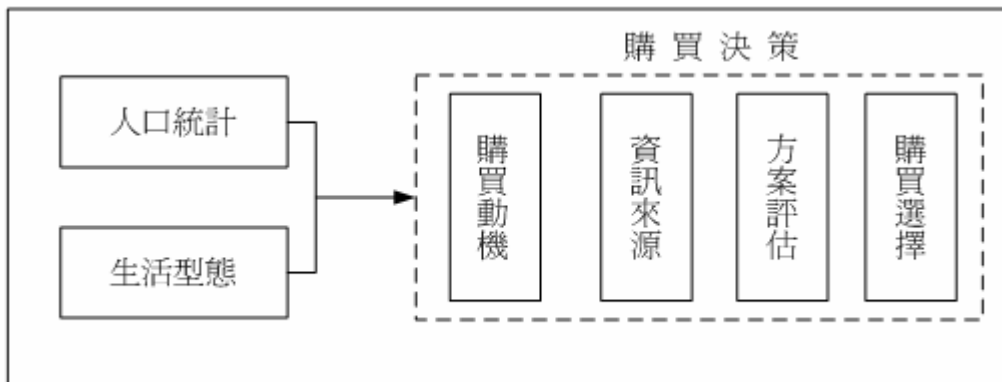 購買決策
人口統計
生活型態
購買動機
資訊來源
方案評估
購買選擇